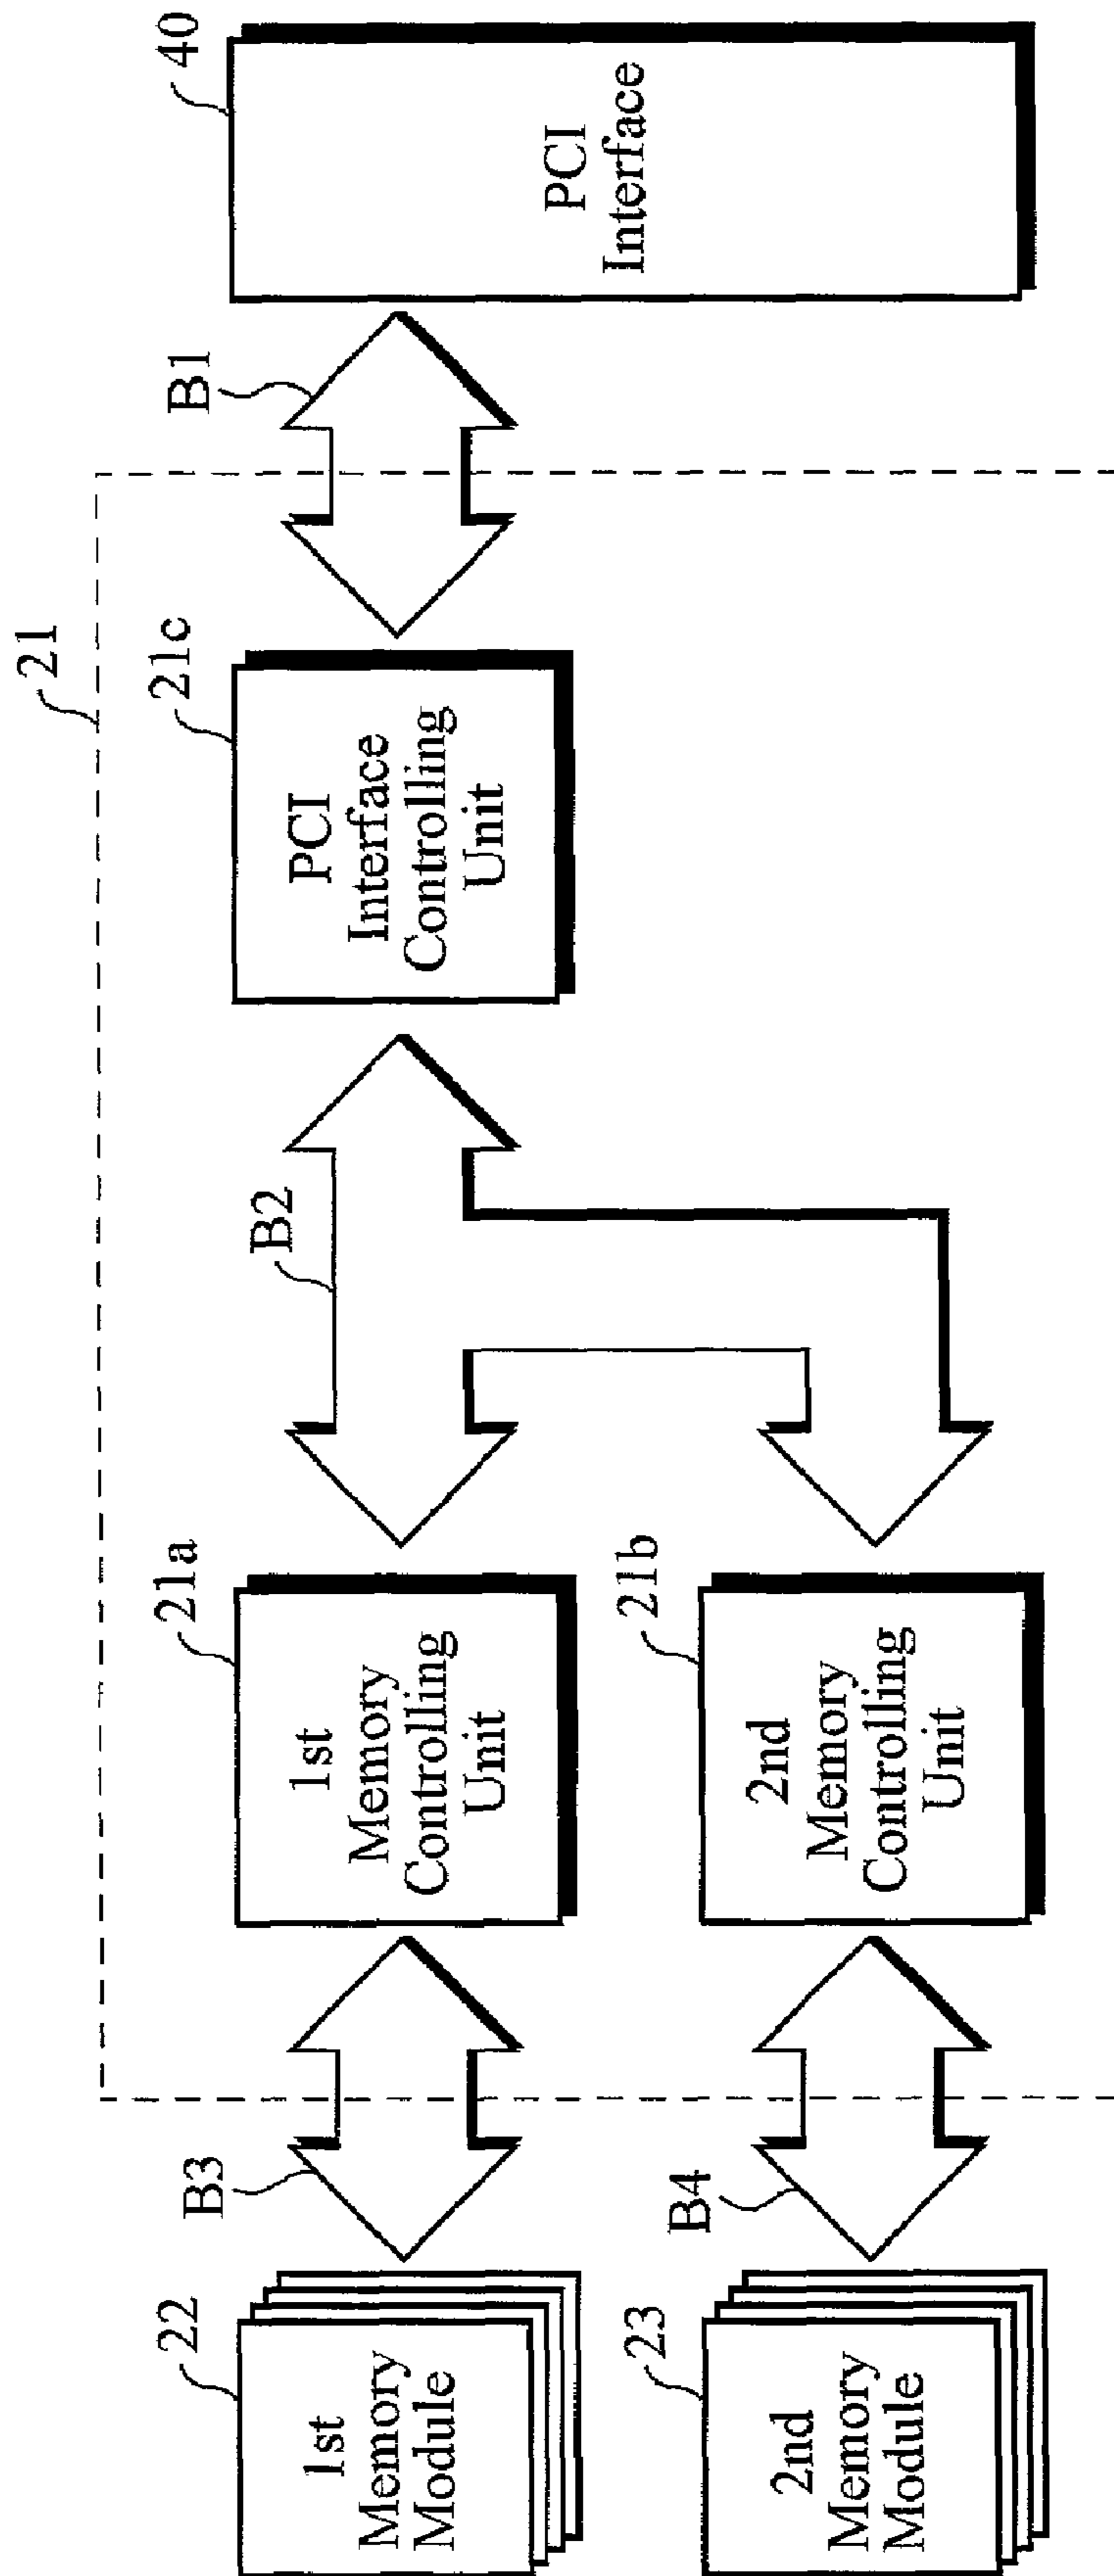 22
1st
Memory
Module
B3
21a
1st
Memory
Controlling
Unit
B2
21
21c
PCI
Interface
Controlling
Unit
B1
40
PCI
Interface
23
2nd
Memory
Module
B4
21b
2nd
Memory
Controlling
Unit